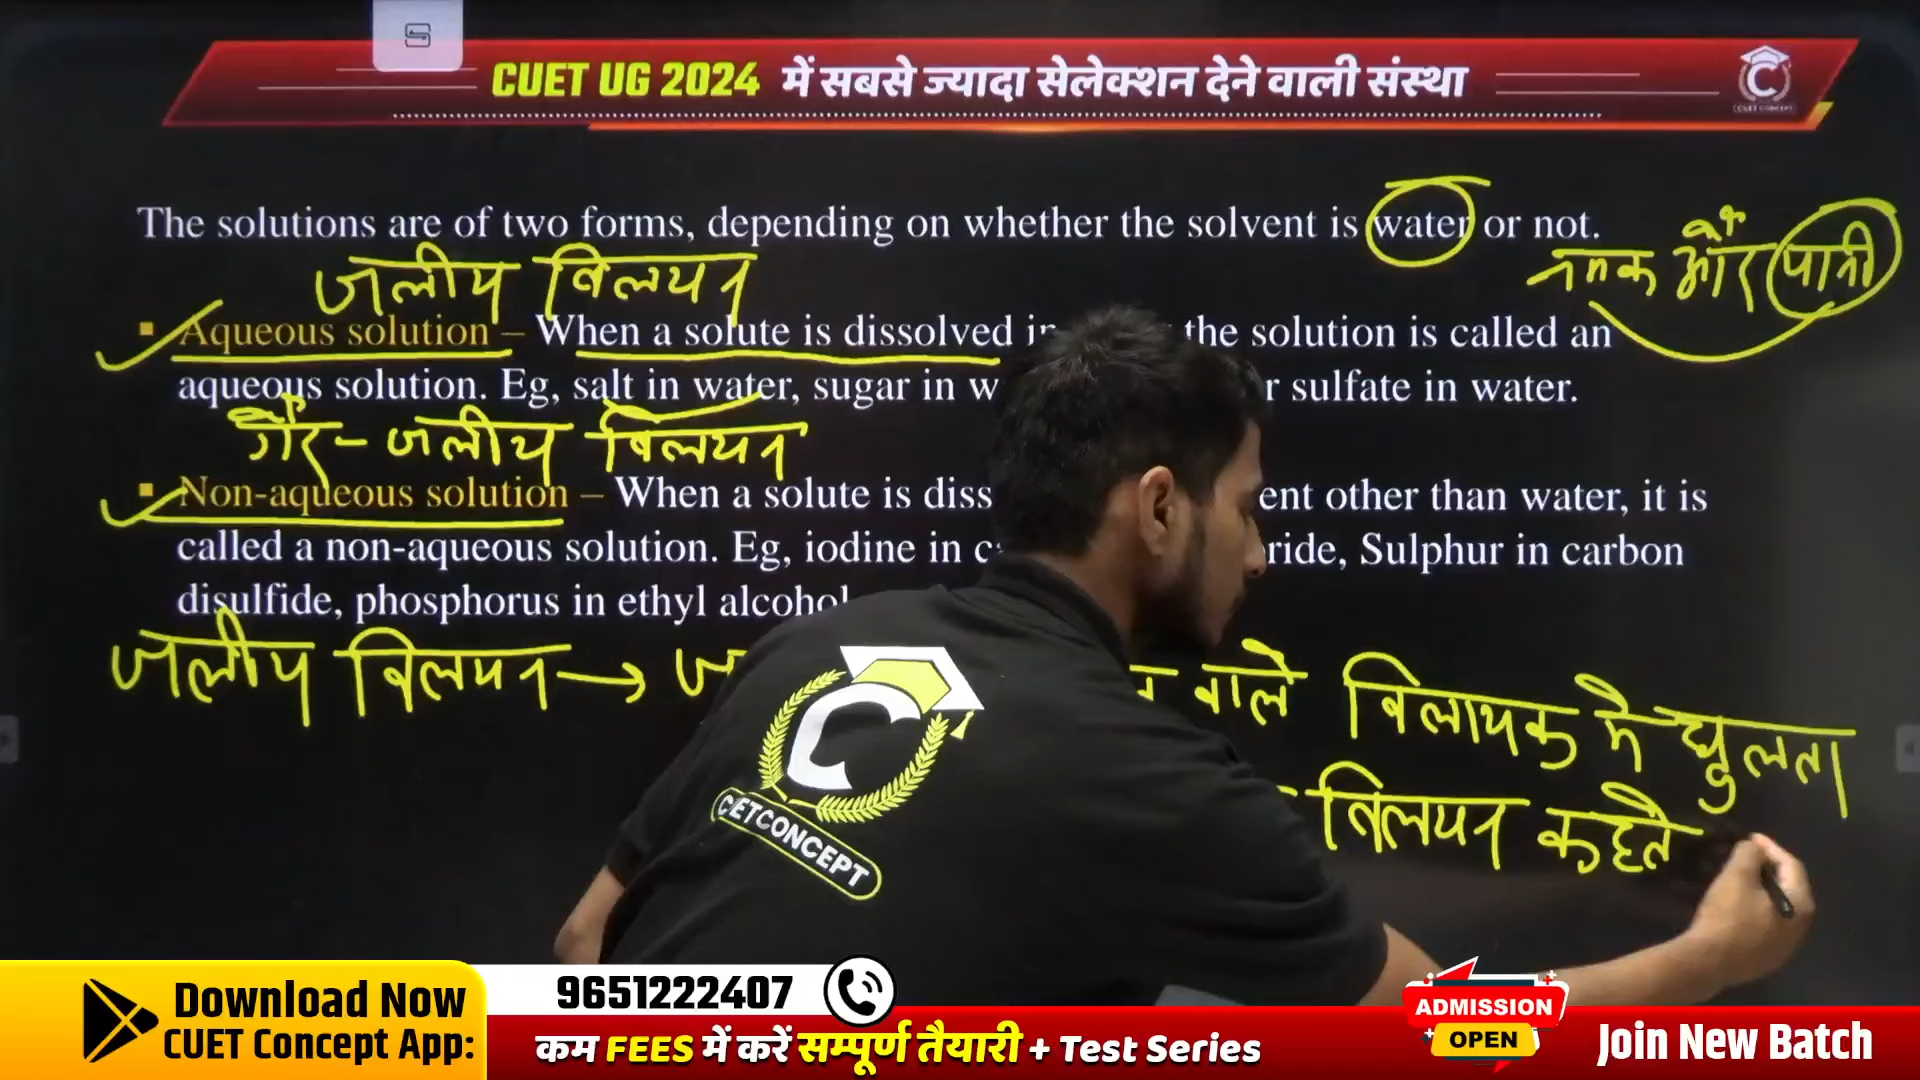 CUET UG 2024 में सबसे ज्यादा सेलेक्शन देने वाली संस्था
CUET CONCEPT
The solutions are of two forms, depending on whether the solvent is water or not.
नमक और पानी
जलीय विलयन
Aqueous solution – When a solute is dissolved in the solution is called an
aqueous solution. Eg, salt in water, sugar in r sulfate in water.
गैर-जलीय विलयन
Non-aqueous solution – When a solute is diss ent other than water, it is
called a non-aqueous solution. Eg, iodine in ride, Sulphur in carbon
disulfide, phosphorus in ethyl alcohol
जलीय विलयन → ज वाले विलायक मे घुलता
विलयन कहते
C
CUETCONCEPT
Download Now
CUET Concept App:
9651222407
कम FEES में करें सम्पूर्ण तैयारी + Test Series
ADMISSION
OPEN
Join New Batch